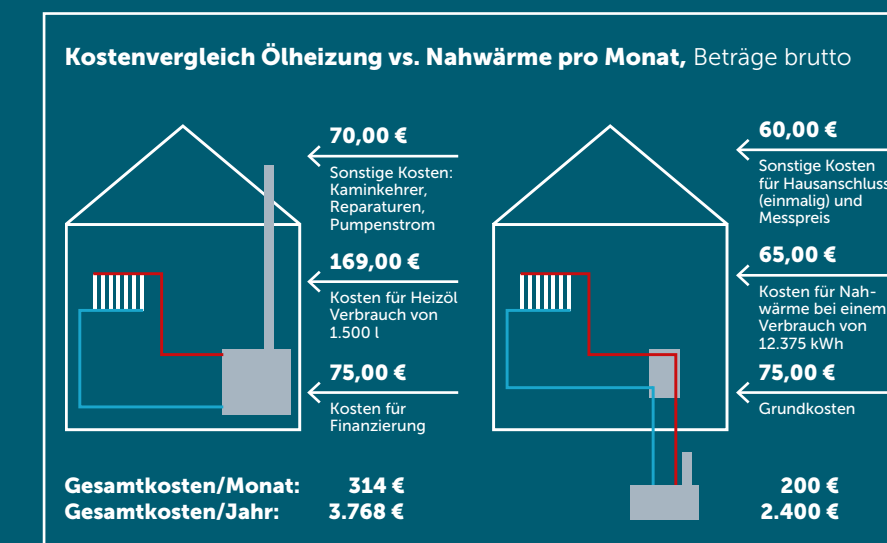 Kostenvergleich Ölheizung vs. Nahwärme pro Monat, Beträge brutto
70,00 €
Sonstige Kosten:
Kaminkehrer,
Reparaturen,
Pumpenstrom
169,00 €
Kosten für Heizöl
Verbrauch von
1.500 l
75,00 €
Kosten für
Finanzierung
60,00 €
Sonstige Kosten
für Hausanschluss
(einmalig) und
Messpreis
65,00 €
Kosten für Nah-
wärme bei einem
Verbrauch von
12.375 kWh
75,00 €
Grundkosten
Gesamtkosten/Monat: 314 € 200 €
Gesamtkosten/Jahr: 3.768 € 2.400 €